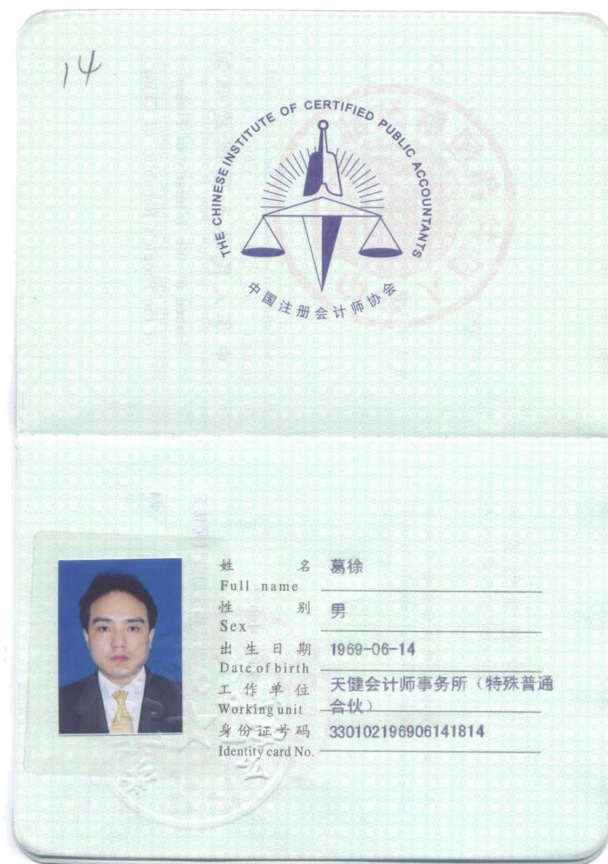 14
THE CHINESE INSTITUTE OF CERTIFIED PUBLIC ACCOUNTANTS
中国注册会计师协会
姓 名 葛徐
Full name
性 别 男
Sex
出生日期 1969-06-14
Date of birth
工作单位 天健会计师事务所（特殊普通
Working unit 合伙）
身份证号码 330102196906141814
Identity card No.